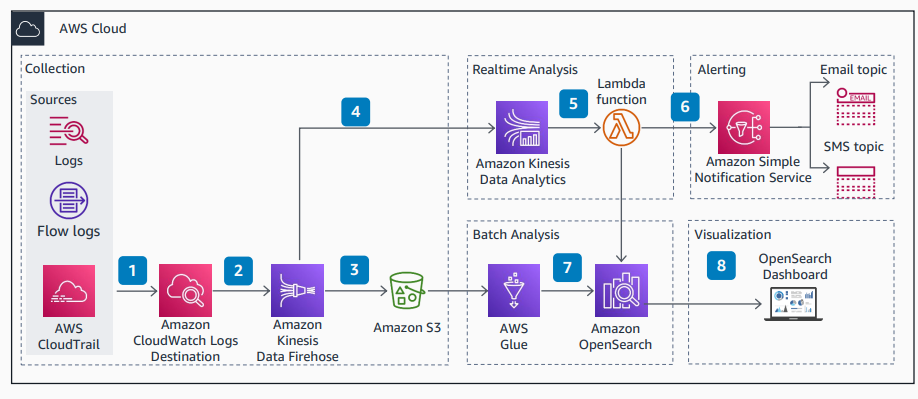 AWS Cloud
Collection
Sources
Logs
Flow logs
AWS
CloudTrail
1
Amazon
CloudWatch Logs
Destination
2
Amazon
Kinesis
Data Firehose
3
4
Amazon S3
Realtime Analysis
Amazon Kinesis
Data Analytics
5
Lambda
function
6
Alerting
Amazon Simple
Notification Service
Email topic
EMAIL
SMS topic
Batch Analysis
AWS
Glue
7
Amazon
OpenSearch
Visualization
8
OpenSearch
Dashboard